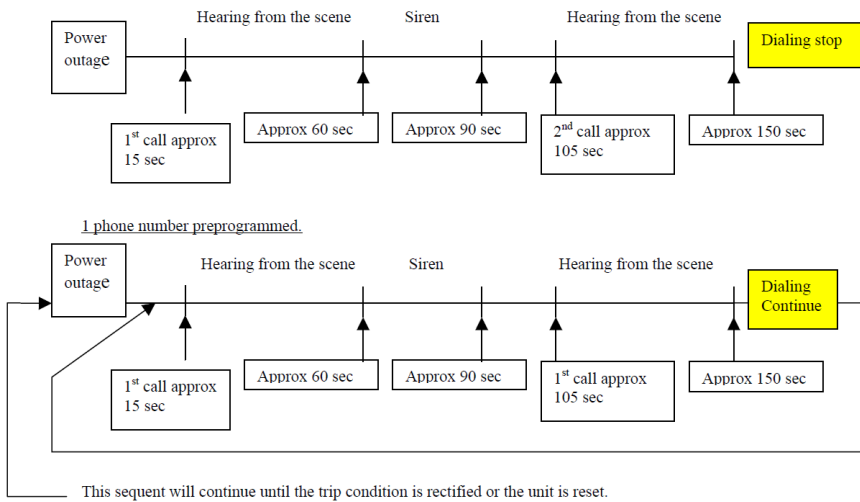 Hearing from the scene Siren Hearing from the scene
Power
outage
Dialing stop
1st call approx
15 sec
Approx 60 sec
Approx 90 sec
2nd call approx
105 sec
Approx 150 sec
1 phone number preprogrammed.
Power
outage
Hearing from the scene Siren Hearing from the scene
Dialing
Continue
1st call approx
15 sec
Approx 60 sec
Approx 90 sec
1st call approx
105 sec
Approx 150 sec
This sequent will continue until the trip condition is rectified or the unit is reset.